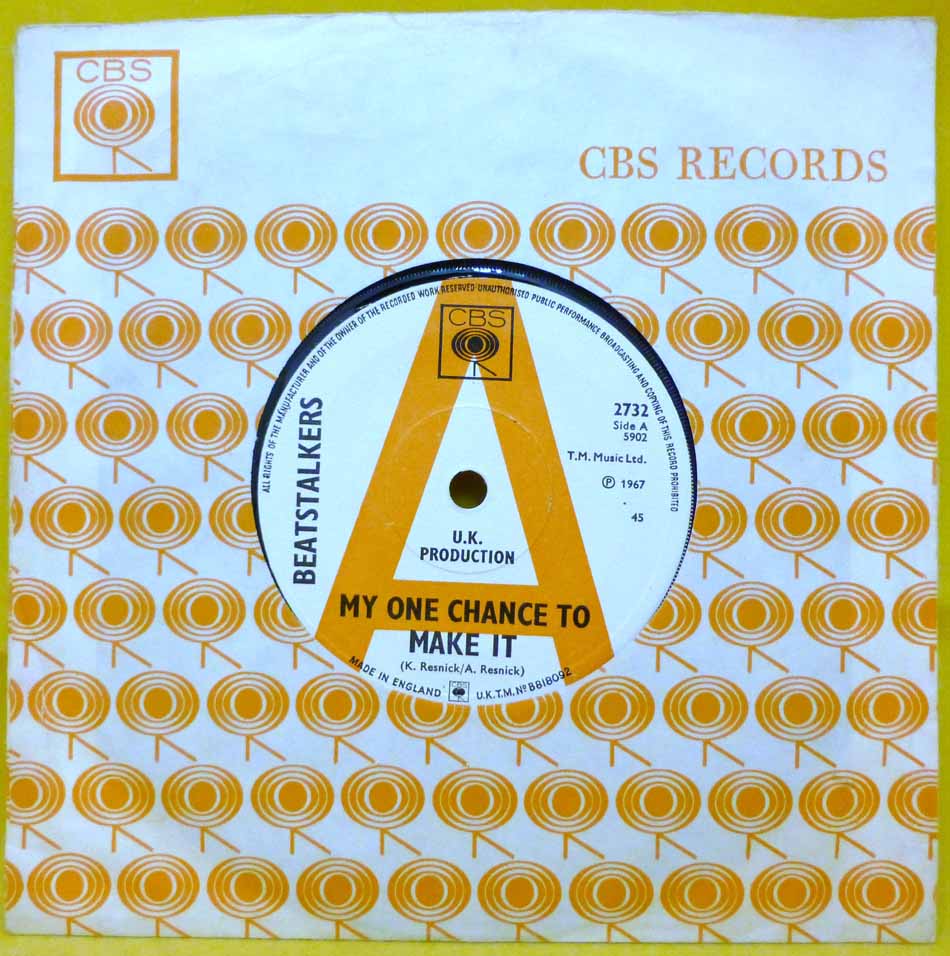 CBS
CBS RECORDS
ALL RIGHTS OF THE MANUFACTURER AND OF THE OWNER OF THE RECORDED WORK RESERVED UNAUTHORISED PUBLIC PERFORMANCE BROADCASTING AND COPYING OF THIS RECORD PROHIBITED
CBS
A
BEATSTALKERS
2732
Side A
5902
T.M. Music Ltd.
Ⓟ 1967
45
U.K.
PRODUCTION
MY ONE CHANCE TO
MAKE IT
(K. Resnick/A. Resnick)
MADE IN ENGLAND CBS U.K.T.M. Nº B818092